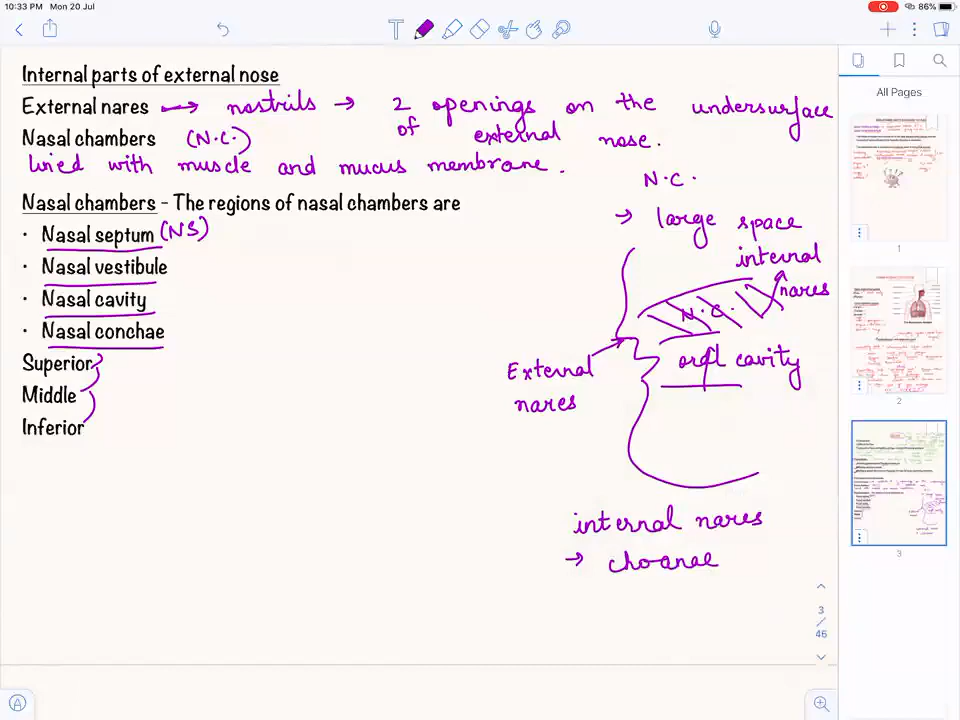 10:33 PM Mon 20 Jul
86%
Internal parts of external nose
External nares → nostrils → 2 openings on the undersurface
of external nose.
Nasal chambers (N.C.)
lined with muscle and mucus membrane.
Nasal chambers - The regions of nasal chambers are
· Nasal septum (NS)
· Nasal vestibule
· Nasal cavity
· Nasal conchae
Superior
Middle
Inferior
N.C.
→ large space
internal
nares
N.C.
oral cavity
External
nares
internal nares
→ choanae
3
/
46
All Pages
1
2
3